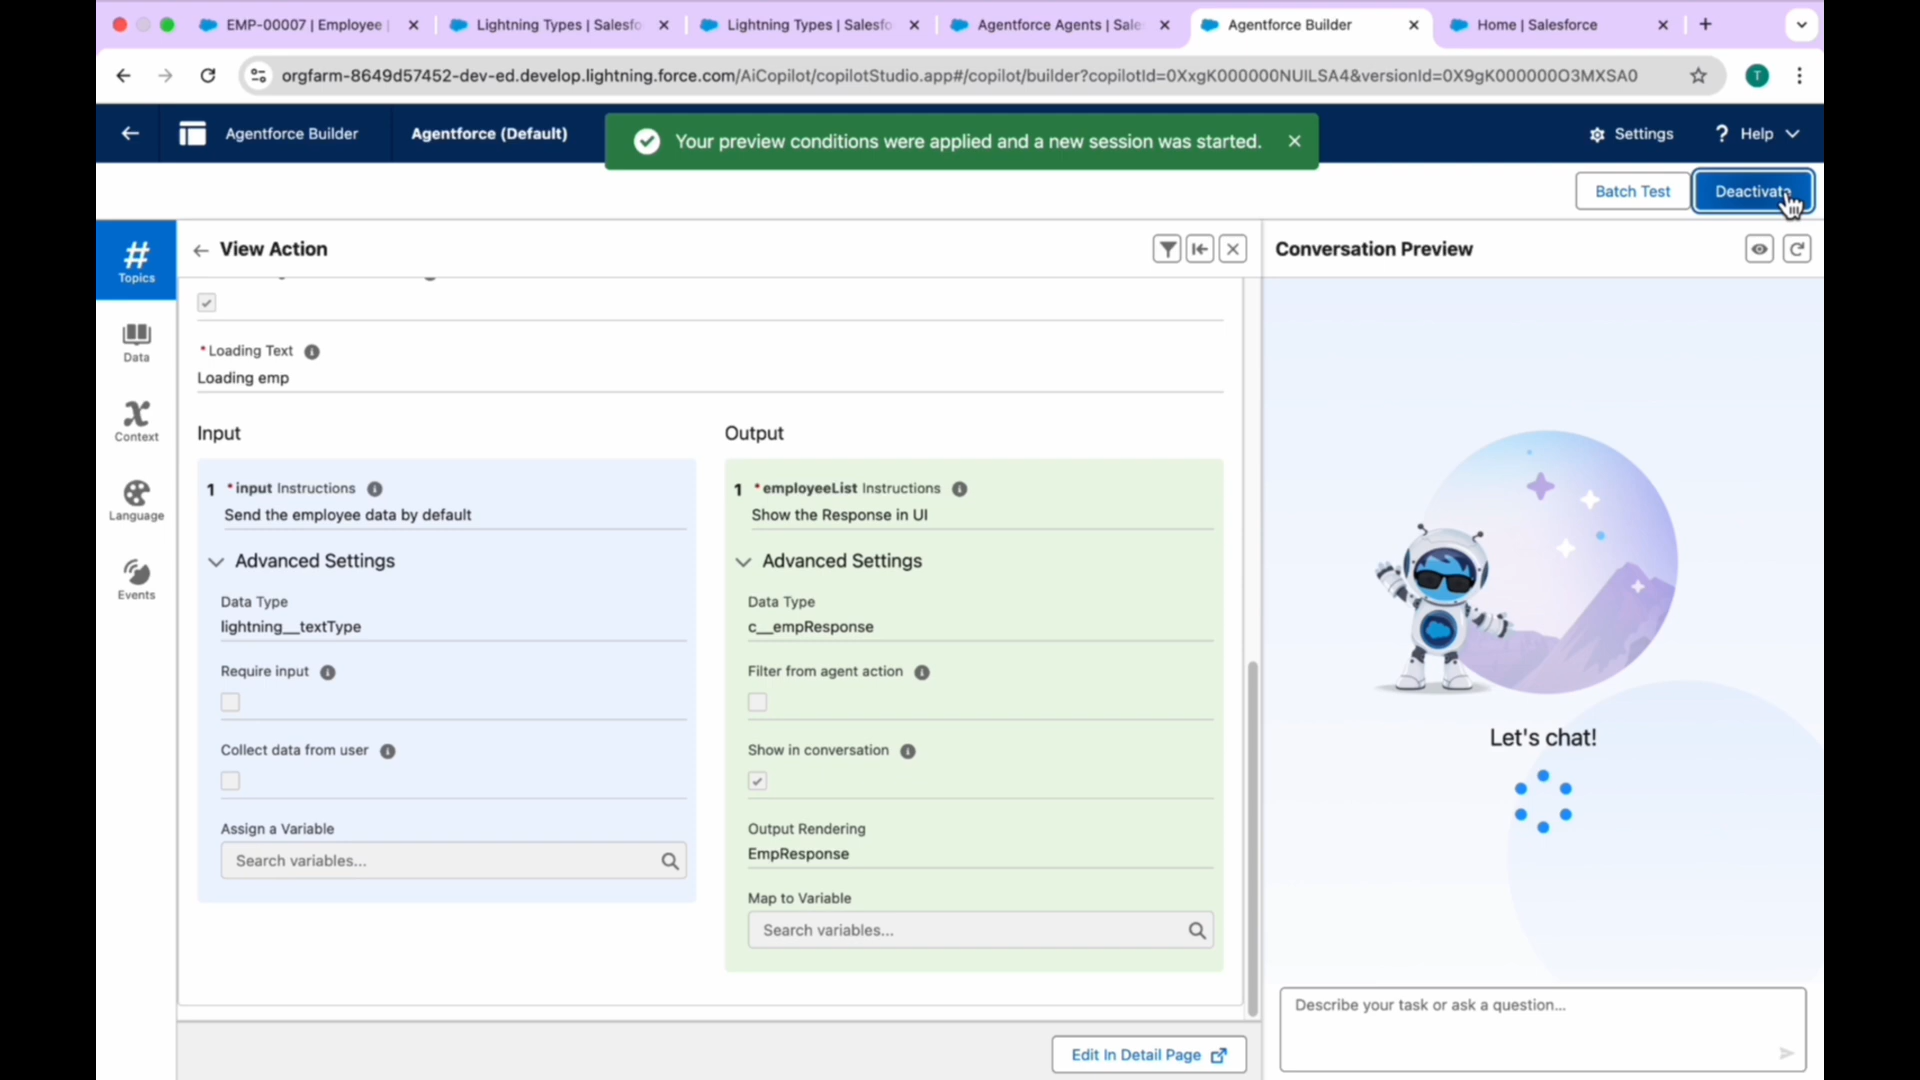 EMP-00007 | Employee
Lightning Types | Salesfo
Lightning Types | Salesfo
Agentforce Agents | Sale
Agentforce Builder
Home | Salesforce
orgfarm-8649d57452-dev-ed.develop.lightning.force.com/AiCopilot/copilotStudio.app#/copilot/builder?copilotId=0XxgK000000NUILSA4&versionId=0X9gK000000O3MXSA0
T
Agentforce Builder
Agentforce (Default)
Your preview conditions were applied and a new session was started.
Settings
? Help
Batch Test
Deactivate
Topics
Data
Context
Language
Events
View Action
* Loading Text
Loading emp
Input
1 * input Instructions
Send the employee data by default
Advanced Settings
Data Type
lightning__textType
Require input
Collect data from user
Assign a Variable
Search variables...
Output
1 * employeeList Instructions
Show the Response in UI
Advanced Settings
Data Type
c__empResponse
Filter from agent action
Show in conversation
Output Rendering
EmpResponse
Map to Variable
Search variables...
Edit In Detail Page
Conversation Preview
Let's chat!
Describe your task or ask a question...